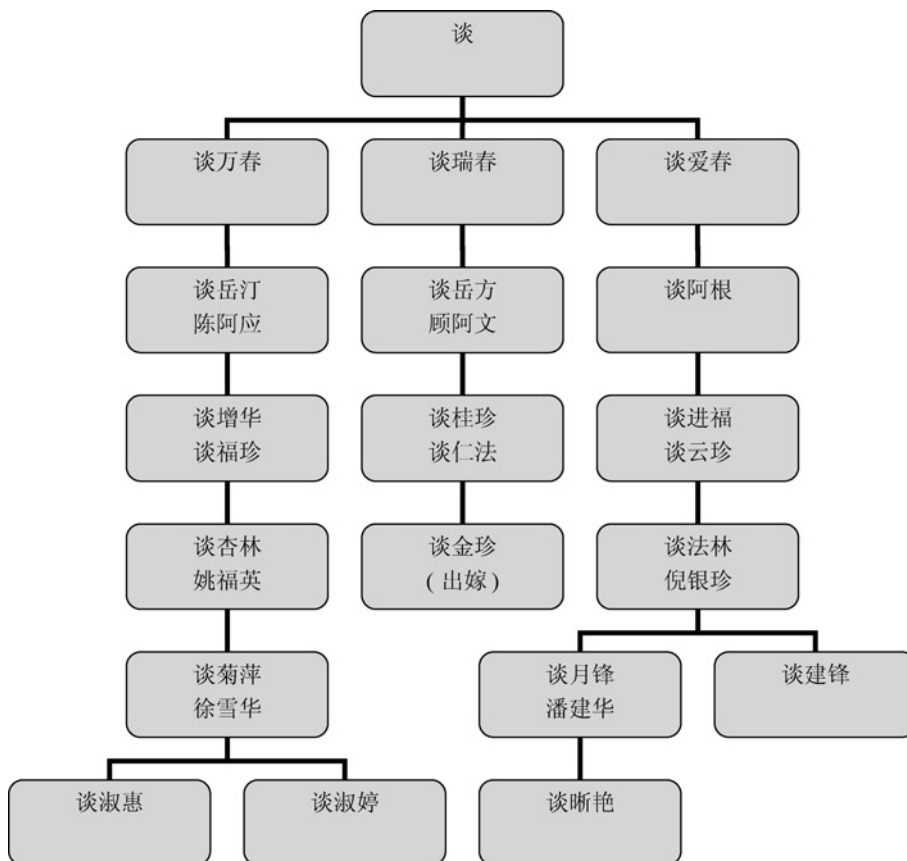 谈
谈万春
谈瑞春
谈爱春
谈岳汀
陈阿应
谈岳方
顾阿文
谈阿根
谈增华
谈福珍
谈桂珍
谈仁法
谈进福
谈云珍
谈杏林
姚福英
谈金珍
(出嫁)
谈法林
倪银珍
谈菊萍
徐雪华
谈月锋
潘建华
谈建锋
谈淑惠
谈淑婷
谈晰艳